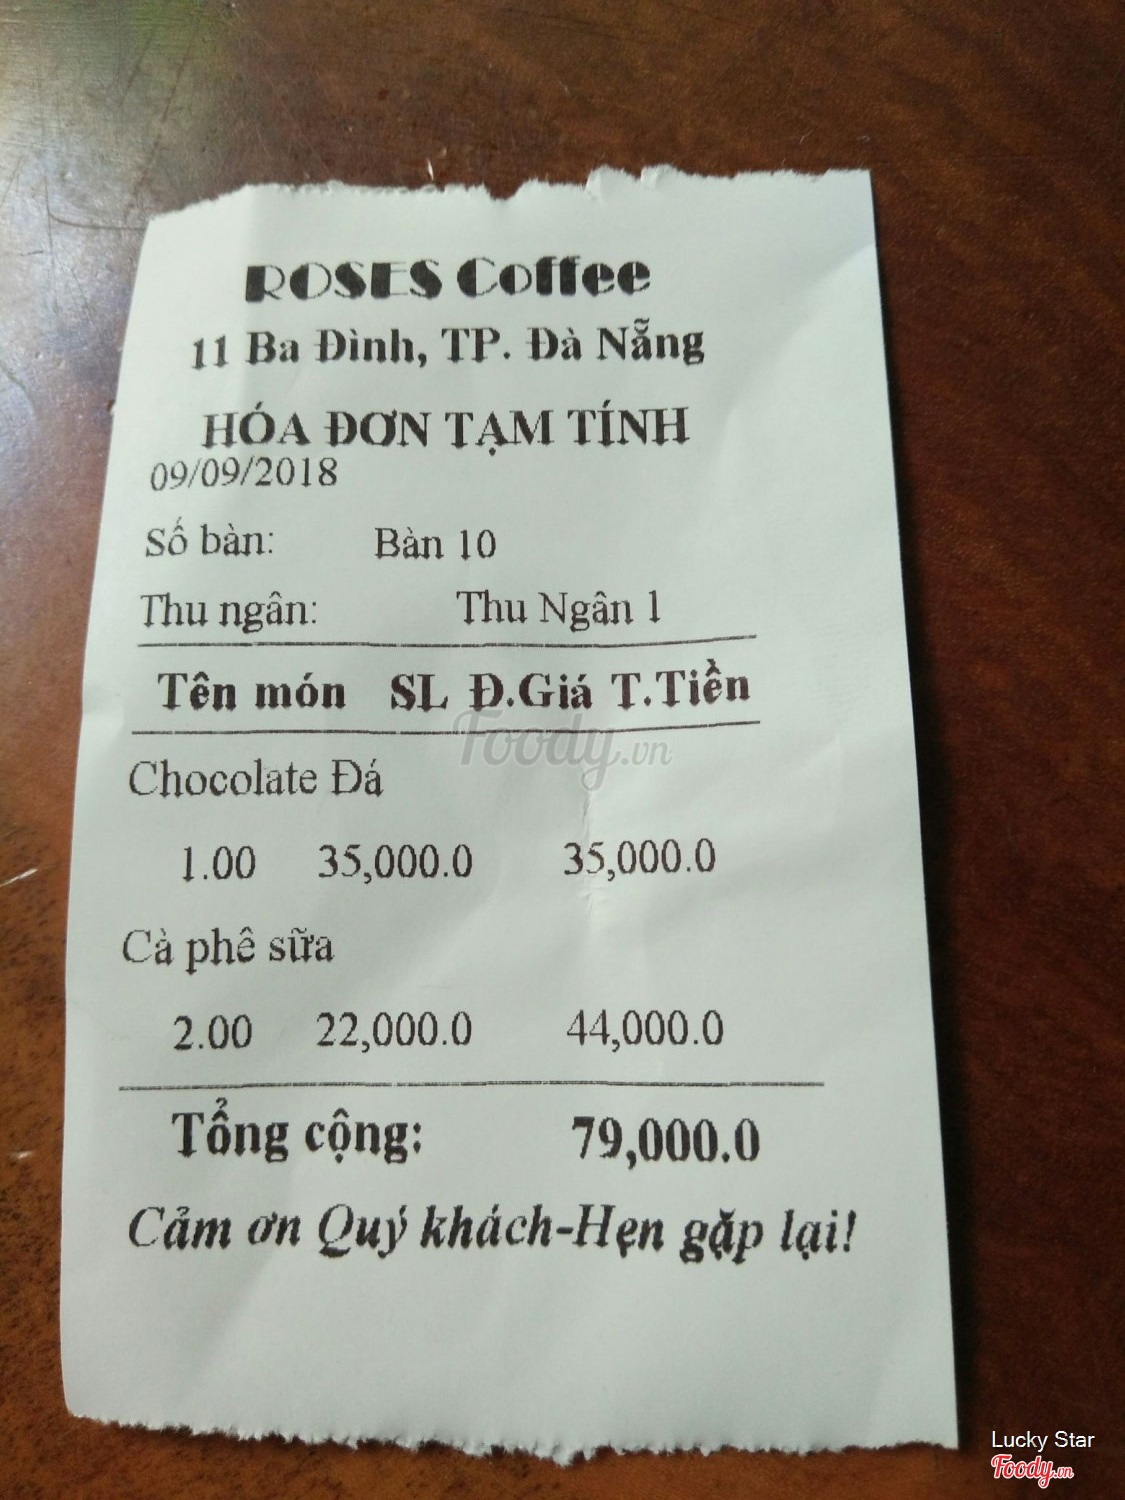 ROSES Coffee
11 Ba Đình, TP. Đà Nẵng
HÓA ĐƠN TẠM TÍNH
09/09/2018
Số bàn: Bàn 10
Thu ngân: Thu Ngân 1
Tên món SL Đ.Giá T.Tiền
Foody.vn
Chocolate Đá
1.00 35,000.0 35,000.0
Cà phê sữa
2.00 22,000.0 44,000.0
Tổng cộng: 79,000.0
Cảm ơn Quý khách-Hẹn gặp lại!
Lucky Star
Foody.vn